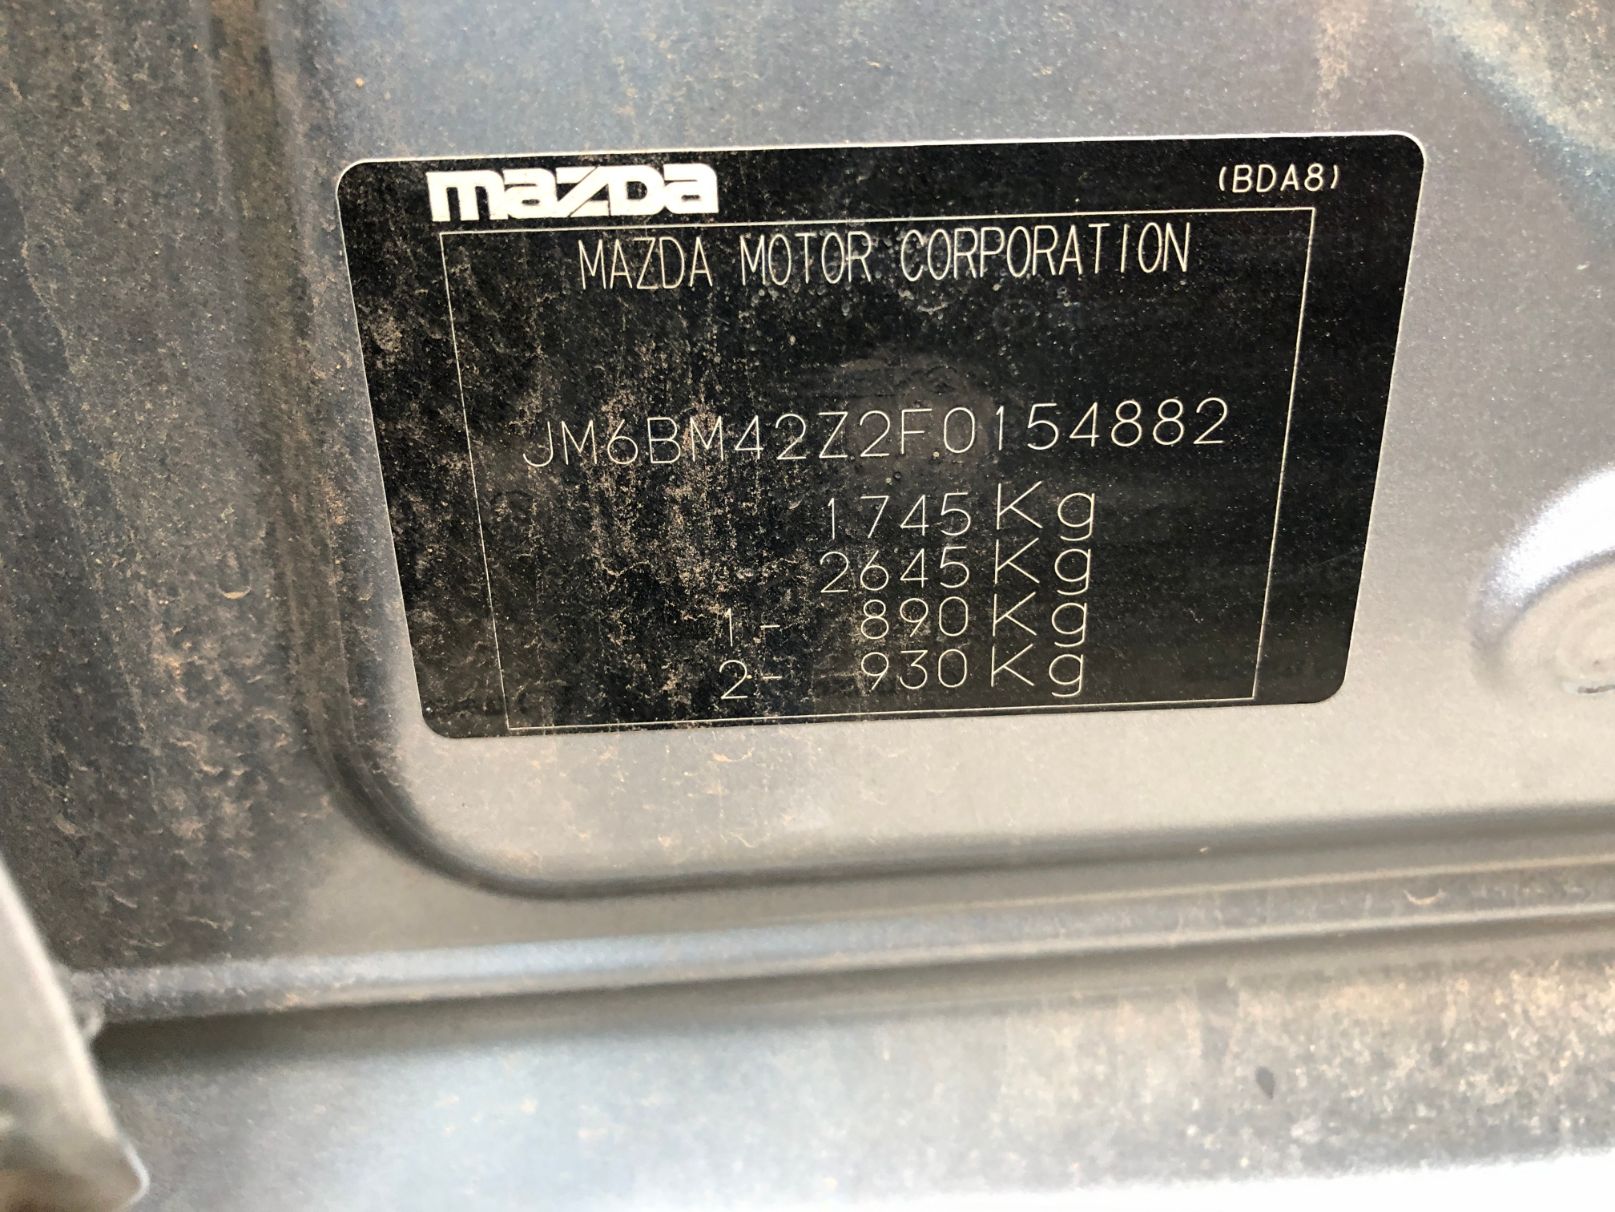 mazda (BDA8)
MAZDA MOTOR CORPORATION
JM6BM42Z2F0154882
1745Kg
2645Kg
1- 890Kg
2- 930Kg